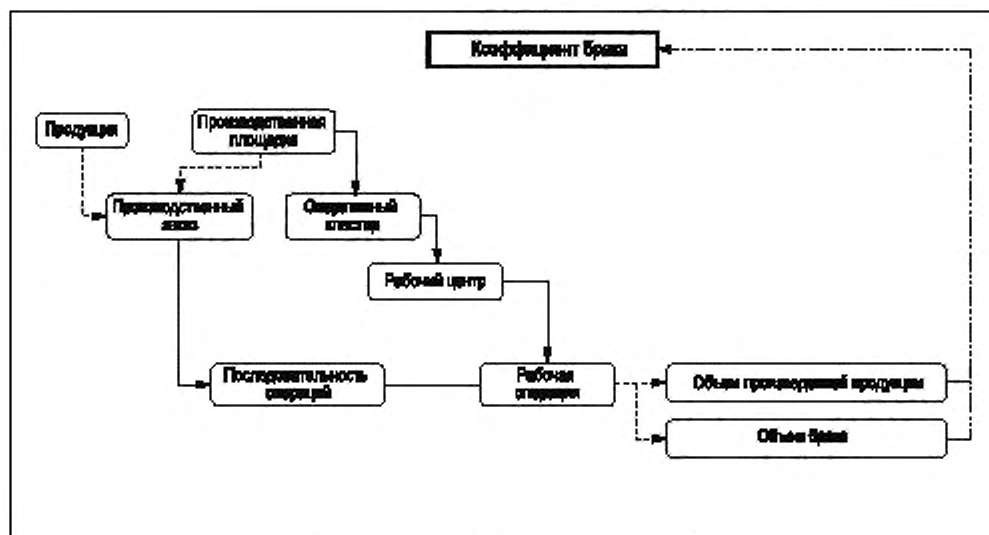 Коэффициент брака
Продукция
Производственная
площадка
Производственный
заказ
Оперативный
кластер
Рабочий центр
Последовательность
операций
Рабочая
операция
Объем произведенной продукции
Объем брака